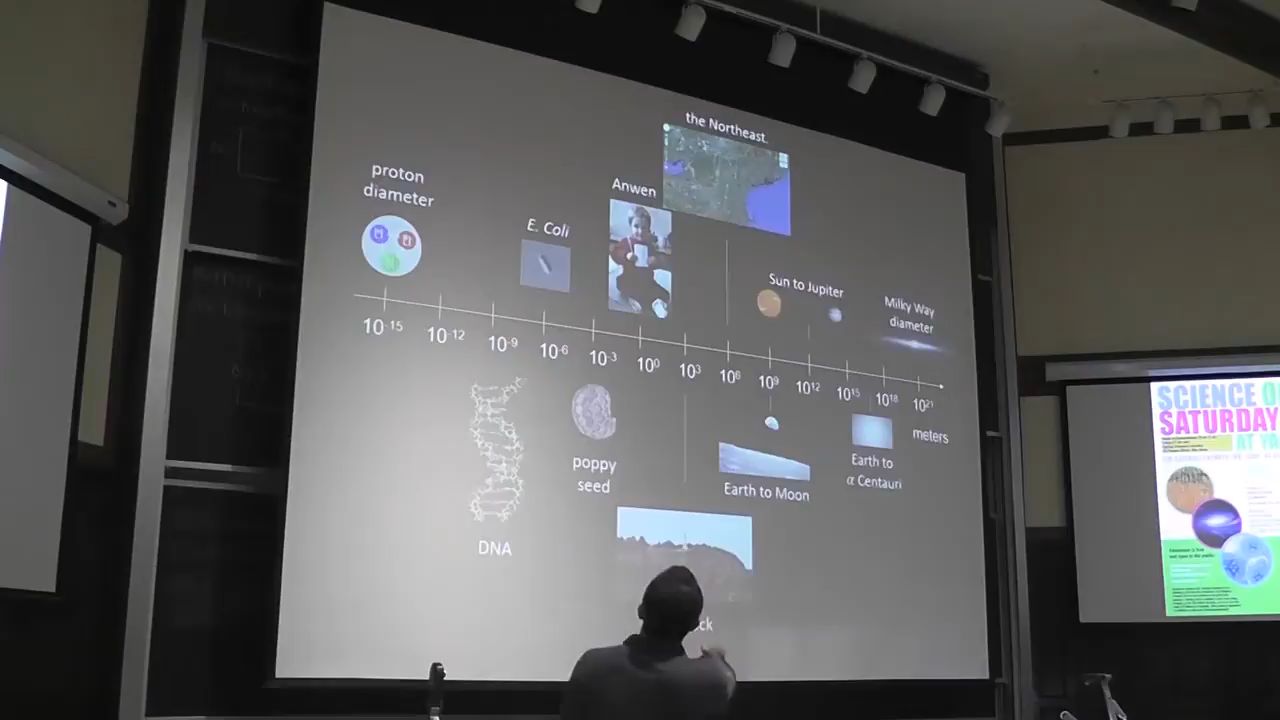 the Northeast.
proton
diameter
Anwen
E. Coli
Sun to Jupiter
Milky Way
diameter
10⁻¹⁵ 10⁻¹² 10⁻⁹ 10⁻⁶ 10⁻³ 10⁰ 10³ 10⁶ 10⁹ 10¹² 10¹⁵ 10¹⁸ 10²¹
meters
poppy
seed
Earth to Moon
Earth to
α Centauri
DNA
ck
SCIENCE O
SATURDAY
AT Y